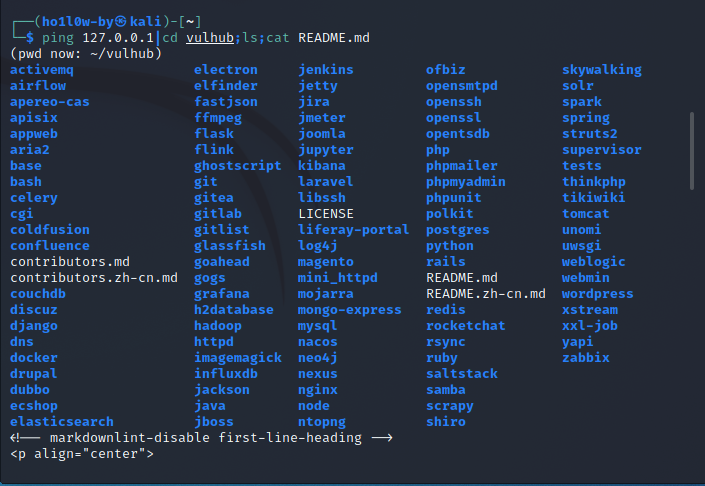 ┌──(ho1l0w-by㉿kali)-[~]
└─$ ping 127.0.0.1|cd vulhub;ls;cat README.md
(pwd now: ~/vulhub)
activemq electron jenkins ofbiz skywalking
airflow elfinder jetty opensmtpd solr
apereo-cas fastjson jira openssh spark
apisix ffmpeg jmeter openssl spring
appweb flask joomla opentsdb struts2
aria2 flink jupyter php supervisor
base ghostscript kibana phpmailer tests
bash git laravel phpmyadmin thinkphp
celery gitea libssh phpunit tikiwiki
cgi gitlab LICENSE polkit tomcat
coldfusion gitlist liferay-portal postgres unomi
confluence glassfish log4j python uwsgi
contributors.md goahead magento rails weblogic
contributors.zh-cn.md gogs mini_httpd README.md webmin
couchdb grafana mojarra README.zh-cn.md wordpress
discuz h2database mongo-express redis xstream
django hadoop mysql rocketchat xxl-job
dns httpd nacos rsync yapi
docker imagemagick neo4j ruby zabbix
drupal influxdb nexus saltstack
dubbo jackson nginx samba
ecshop java node scrapy
elasticsearch jboss ntopng shiro
<!-- markdownlint-disable first-line-heading -->
<p align="center">